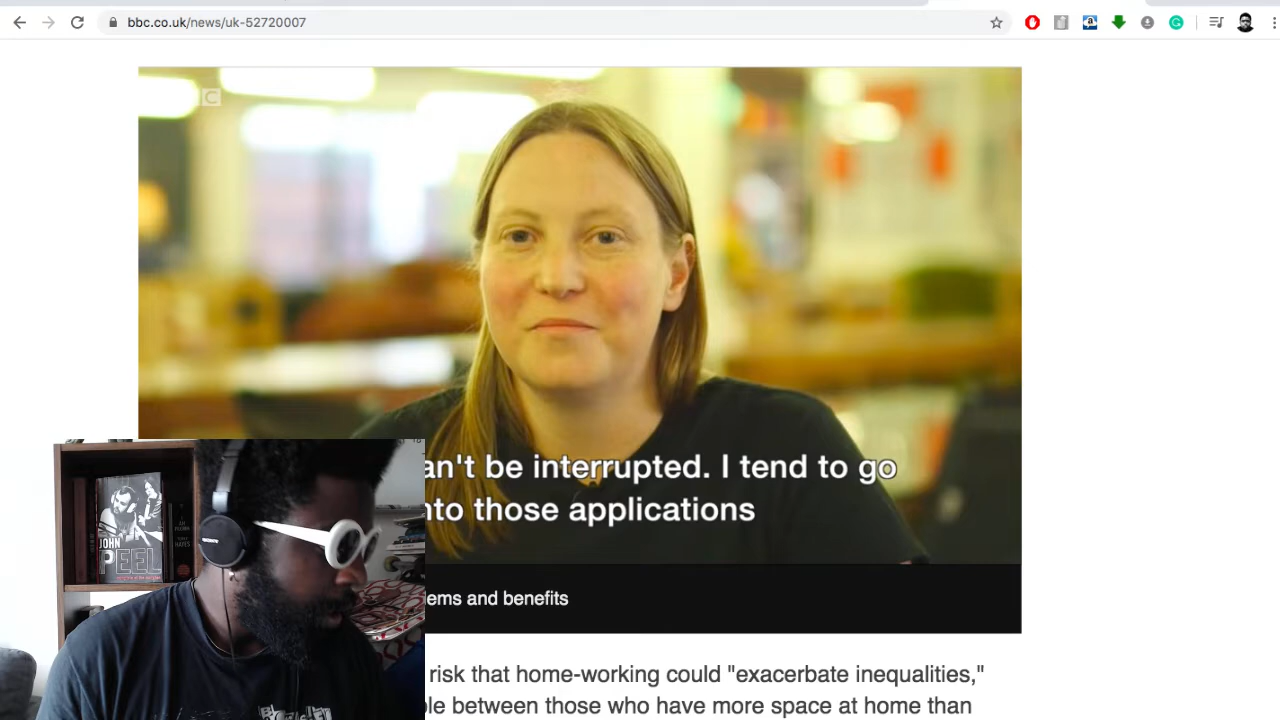 bbc.co.uk/news/uk-52720007
an't be interrupted. I tend to go
nto those applications
JOHN
PEEL
ems and benefits
risk that home-working could "exacerbate inequalities,"
le between those who have more space at home than